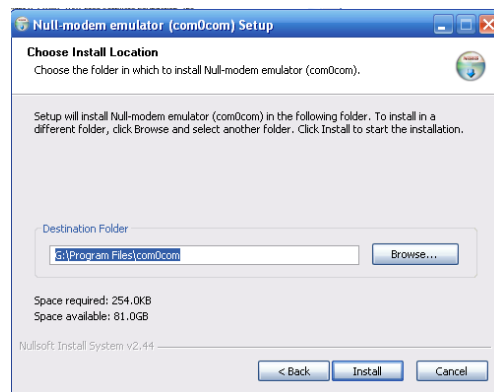 Null-modem emulator (com0com) Setup
Choose Install Location
Choose the folder in which to install Null-modem emulator (com0com).
Setup will install Null-modem emulator (com0com) in the following folder. To install in a
different folder, click Browse and select another folder. Click Install to start the installation.
Destination Folder
G:\Program Files\com0com
Browse...
Space required: 254.0KB
Space available: 81.0GB
Nullsoft Install System v2.44
< Back
Install
Cancel